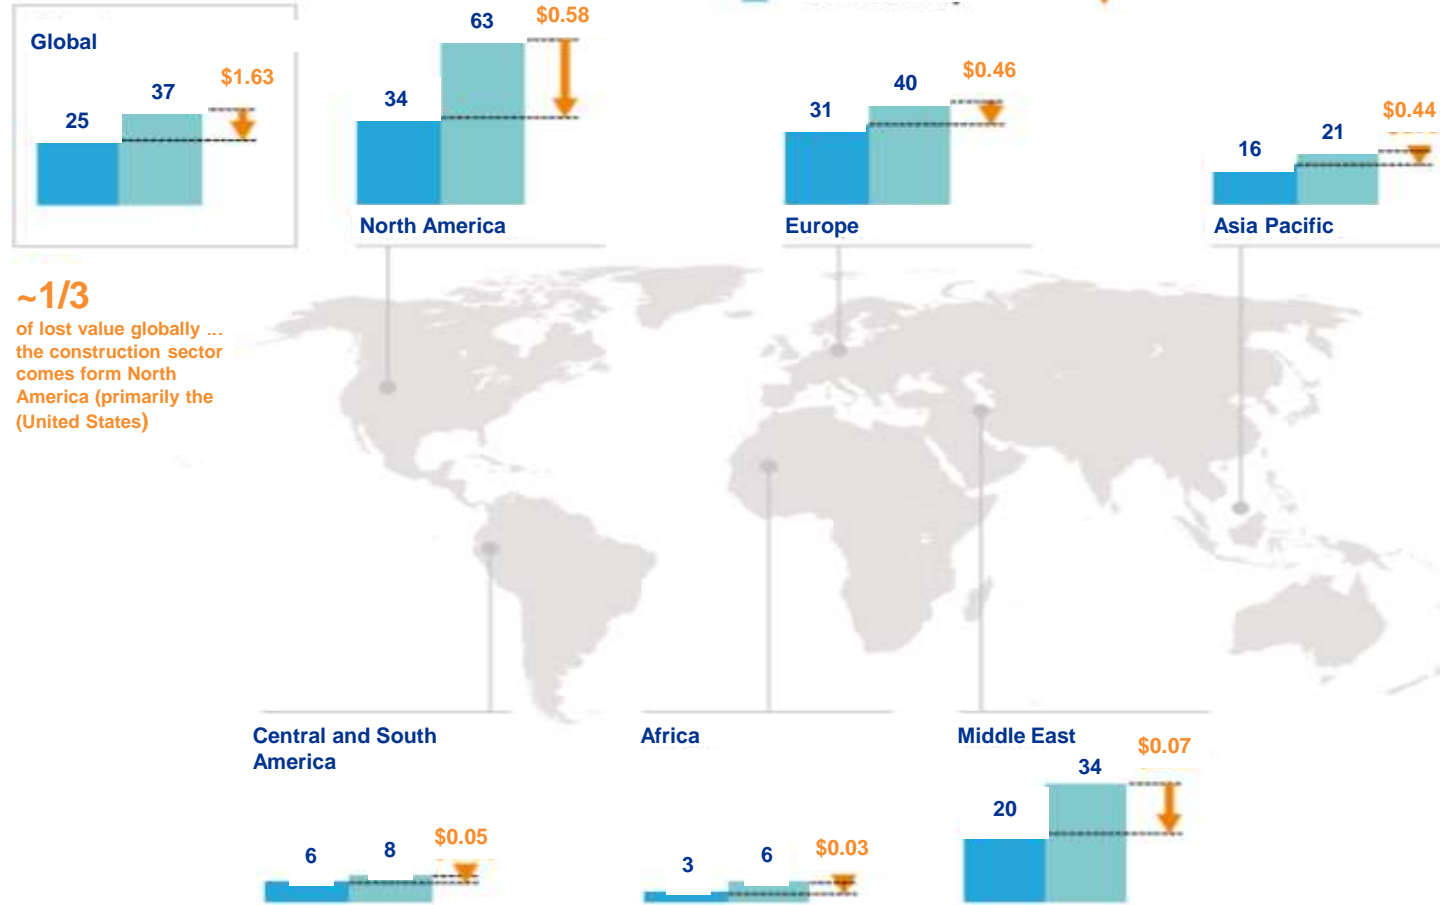 Global
25
37
$1.63
34
63
$0.58
North America
31
40
$0.46
Europe
16
21
$0.44
Asia Pacific
~1/3
of lost value globally ...
the construction sector
comes form North
America (primarily the
(United States)
Central and South
America
6
8
$0.05
Africa
3
6
$0.03
Middle East
20
34
$0.07